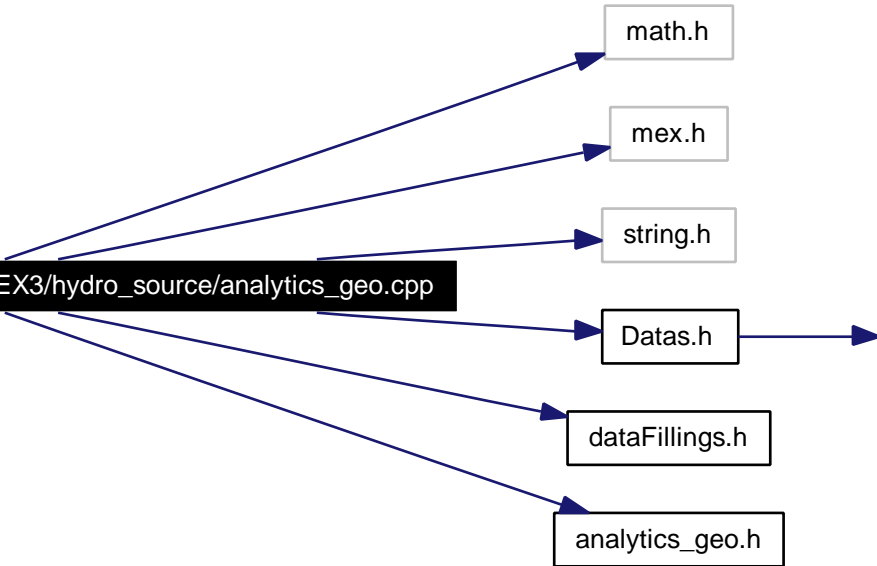 math.h
mex.h
string.h
EX3/hydro_source/analytics_geo.cpp
Datas.h
dataFillings.h
analytics_geo.h